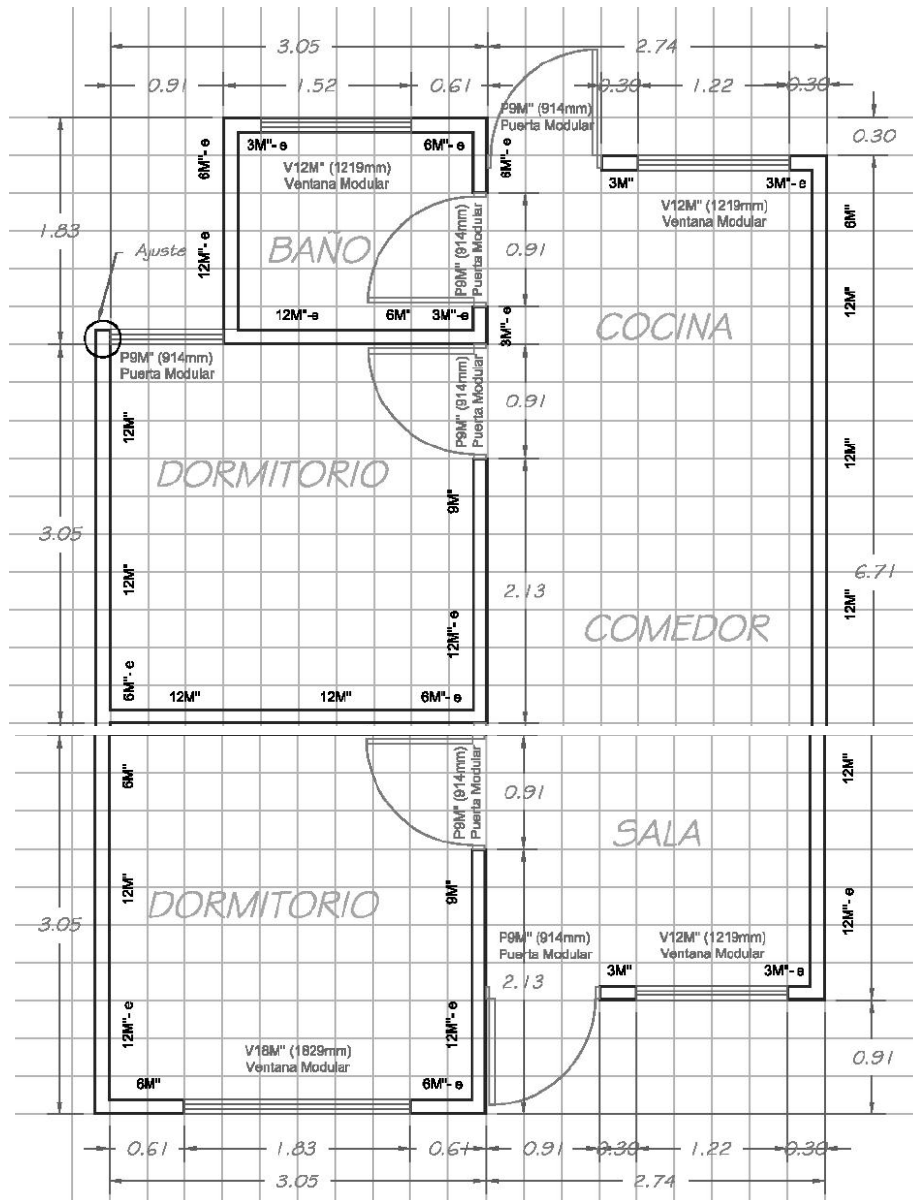 3.05
2.74
0.91
1.52
0.61
0.30
1.22
0.30
P9M" (914mm)
Puerta Modular
0.30
6M"- e
3M"- e
6M"- e
6M"- e
V12M" (1219mm)
Ventana Modular
3M"
3M"- e
V12M" (1219mm)
Ventana Modular
6M"
1.83
Ajuste
12M"- e
BAÑO
P9M" (914mm)
Puerta Modular
0.91
12M"-e
6M"
3M"- e
3M"- e
COCINA
12M"
P9M" (914mm)
Puerta Modular
P9M" (914mm)
Puerta Modular
0.91
12M"
DORMITORIO
12M"
9M"
3.05
12M"
2.13
6.71
12M"
12M"- e
COMEDOR
6M"- e
12M"
12M"
6M"- e
6M"
P9M" (914mm)
Puerta Modular
0.91
12M"
SALA
12M"
DORMITORIO
9M"
3.05
12M"- e
P9M" (914mm)
Puerta Modular
V12M" (1219mm)
Ventana Modular
2.13
3M"
3M"- e
12M"- e
12M"- e
V18M" (1829mm)
Ventana Modular
0.91
6M"
6M"- e
0.61
1.83
0.61
0.91
0.30
1.22
0.30
3.05
2.74